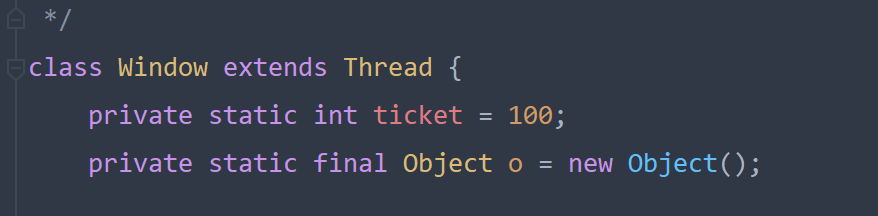 */
class Window extends Thread {
private static int ticket = 100;
private static final Object o = new Object();